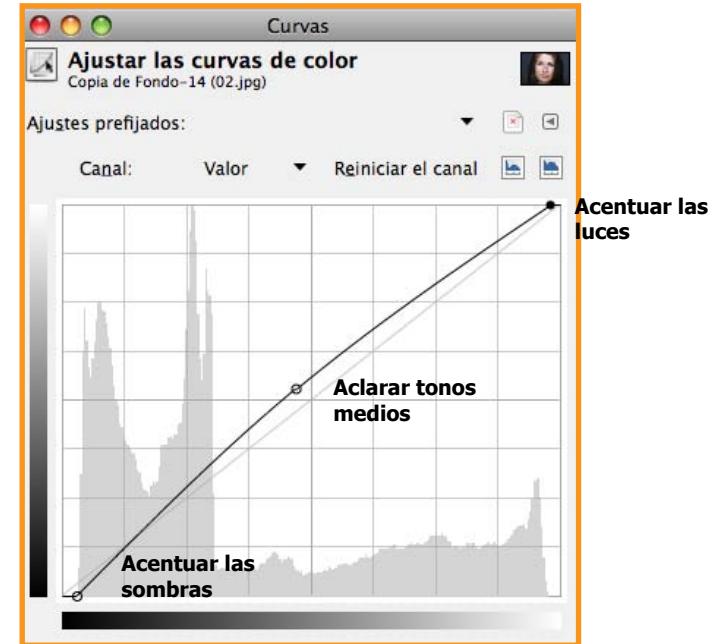 Curvas
Ajustar las curvas de color
Copia de Fondo-14 (02.jpg)
Ajustes prefijados:
Canal: Valor Reiniciar el canal
Acentuar las
luces
Aclarar tonos
medios
Acentuar las
sombras